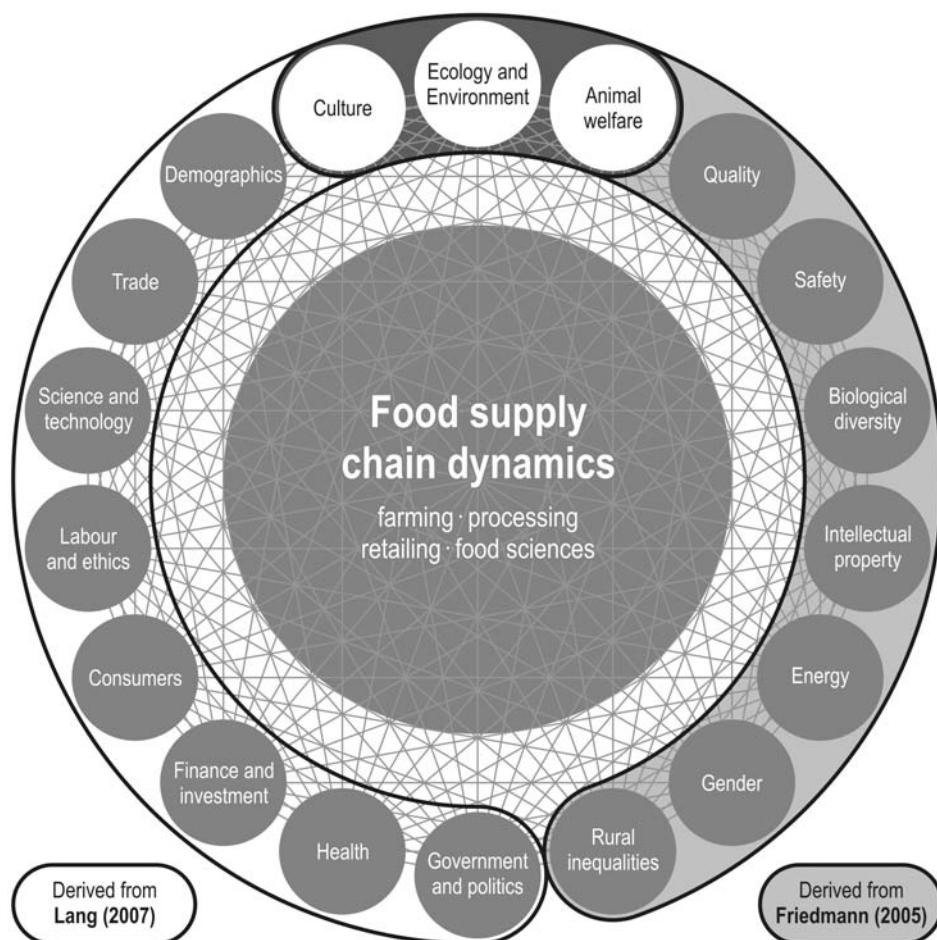 Culture
Ecology and
Environment
Animal
welfare
Demographics
Quality
Trade
Safety
Science and
technology
Biological
diversity
Food supply
chain dynamics
farming · processing
retailing · food sciences
Labour
and ethics
Intellectual
property
Consumers
Energy
Finance and
investment
Gender
Health
Government
and politics
Rural
inequalities
Derived from
Lang (2007)
Derived from
Friedmann (2005)